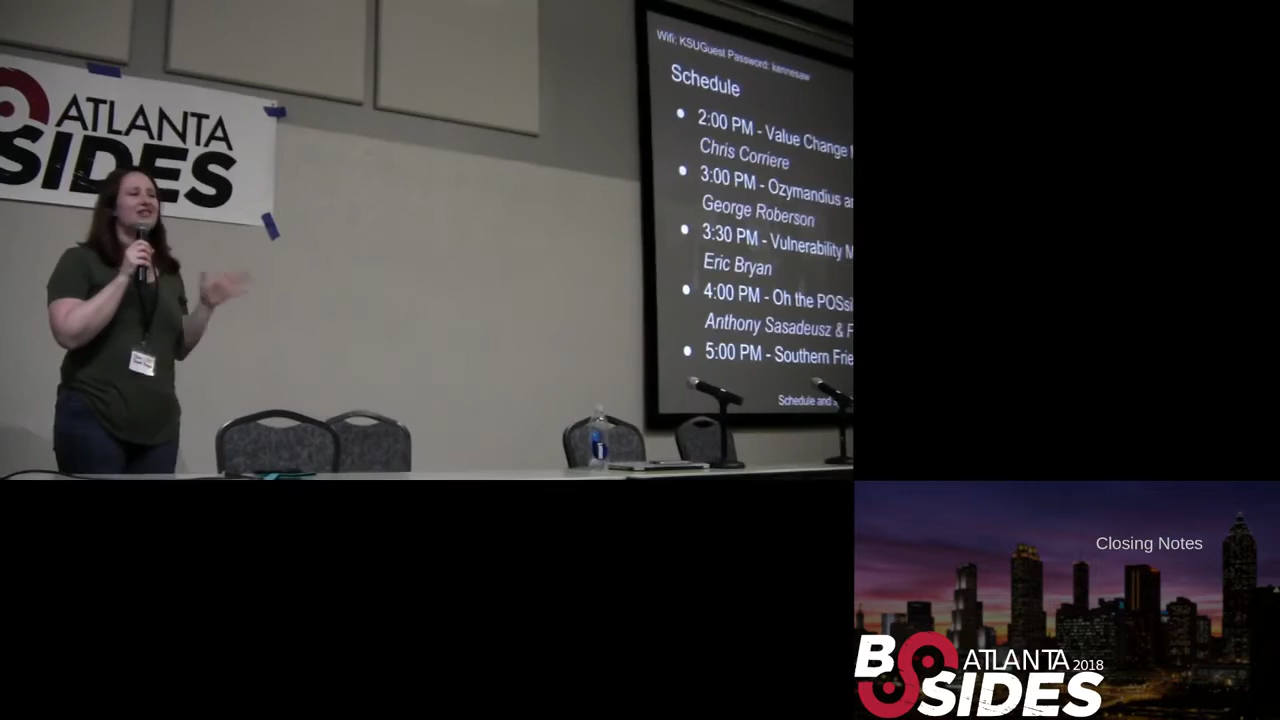 ATLANTA
SIDES
Wifi: KSUGuest Password: kennesaw
Schedule
• 2:00 PM - Value Change
Chris Corriere
• 3:00 PM - Ozymandius
George Roberson
• 3:30 PM - Vulnerability M
Eric Bryan
• 4:00 PM - Oh the POSsi
Anthony Sasadeusz &
• 5:00 PM - Southern Frie
Schedule and
Closing Notes
B
ATLANTA 2018
SIDES